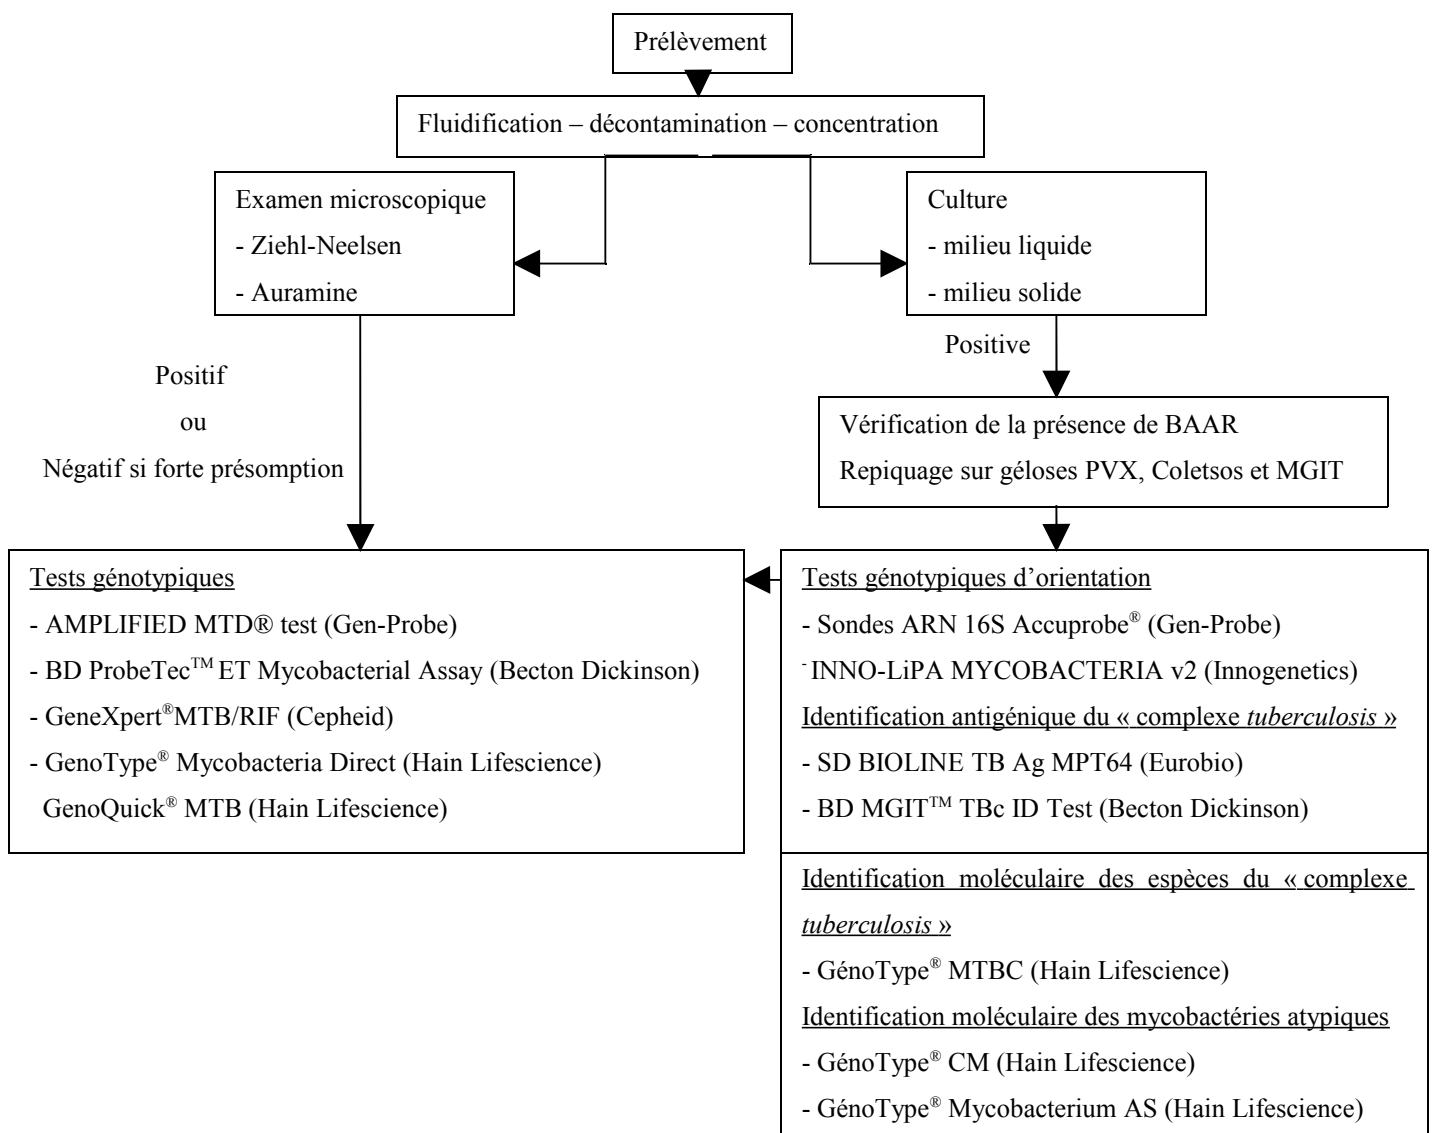 Prélèvement
Fluidification – décontamination – concentration
Examen microscopique
- Ziehl-Neelsen
- Auramine
Culture
- milieu liquide
- milieu solide
Positive
Positif
ou
Négatif si forte présomption
Vérification de la présence de BAAR
Repiquage sur géloses PVX, Coletsos et MGIT
Tests génotypiques
- AMPLIFIED MTD® test (Gen-Probe)
- BD ProbeTec™ ET Mycobacterial Assay (Becton Dickinson)
- GeneXpert®MTB/RIF (Cepheid)
- GenoType® Mycobacteria Direct (Hain Lifescience)
GenoQuick® MTB (Hain Lifescience)
Tests génotypiques d’orientation
- Sondes ARN 16S Accuprobe® (Gen-Probe)
- INNO-LiPA MYCOBACTERIA v2 (Innogenetics)
Identification antigénique du « complexe tuberculosis »
- SD BIOLINE TB Ag MPT64 (Eurobio)
- BD MGIT™ TBc ID Test (Becton Dickinson)
Identification moléculaire des espèces du « complexe
tuberculosis »
- GénoType® MTBC (Hain Lifescience)
Identification moléculaire des mycobactéries atypiques
- GénoType® CM (Hain Lifescience)
- GénoType® Mycobacterium AS (Hain Lifescience)